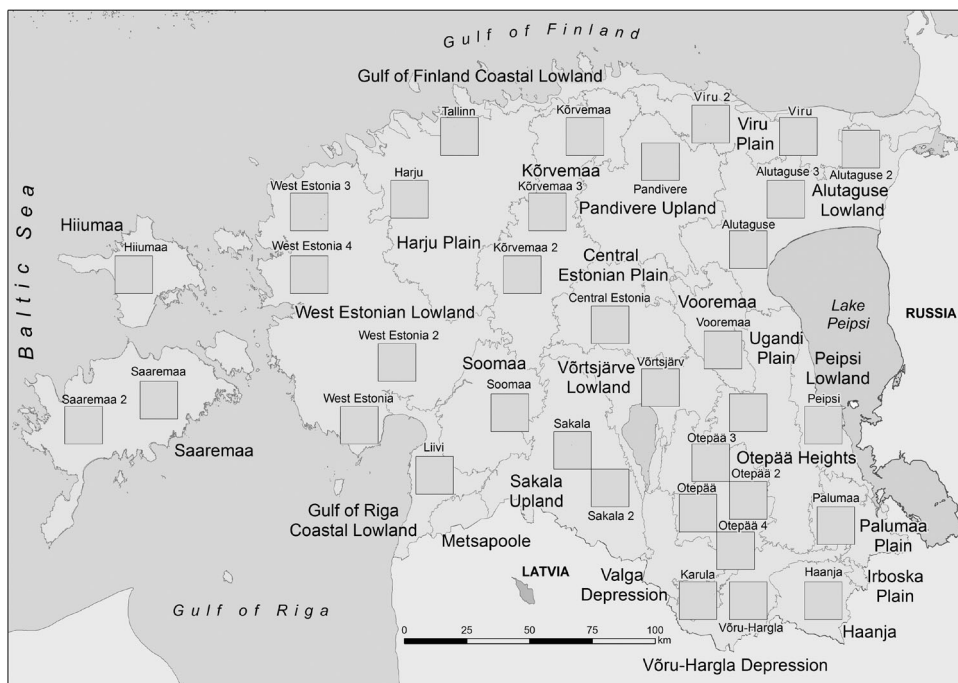 Gulf of Finland
Gulf of Finland Coastal Lowland
Tallinn
Kõrvemaa
Viru 2
Viru
Viru
Plain
Kõrvemaa
Pandivere
Pandivere Upland
Alutaguse 3
Alutaguse 2
Alutaguse
Lowland
West Estonia 3
Harju
Kõrvemaa 3
Baltic Sea
Hiiumaa
Hiiumaa
West Estonia 4
Harju Plain
Kõrvemaa 2
Alutaguse
Central
Estonian Plain
West Estonian Lowland
Central Estonia
Vooremaa
Vooremaa
Ugandi
Plain
Lake
Peipsi
RUSSIA
West Estonia 2
Soomaa
Soomaa
Võrtsjärve
Lowland
Võrtsjärv
Peipsi
Lowland
Peipsi
Saaremaa
Saaremaa 2
Saaremaa
West Estonia
Liivi
Sakala
Otepää 3
Otepää Heights
Otepää 2
Sakala
Upland
Sakala 2
Otepää
Otepää 4
Palumaa
Palumaa
Plain
Gulf of Riga
Coastal Lowland
Metsapoole
LATVIA
Valga
Depression
Karula
Võru-Hargla
Haanja
Irboska
Plain
Haanja
Gulf of Riga
0 25 50 75 100
km
Võru-Hargla Depression